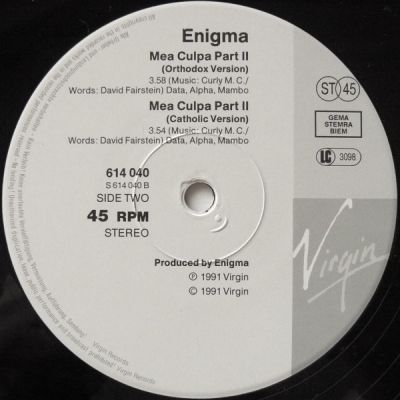 Enigma
Mea Culpa Part II
(Orthodox Version)
3.58 (Music: Curly M.C./
Words: David Fairstein) Data, Alpha, Mambo
Mea Culpa Part II
(Catholic Version)
3.54 (Music: Curly M.C./
Words: David Fairstein) Data, Alpha, Mambo
ST 45
GEMA
STEMRA
BIEM
LC 3098
614 040
S 614 040 B
SIDE TWO
45 RPM
STEREO
Produced by Enigma
℗ 1991 Virgin
© 1991 Virgin
Virgin
Virgin Records